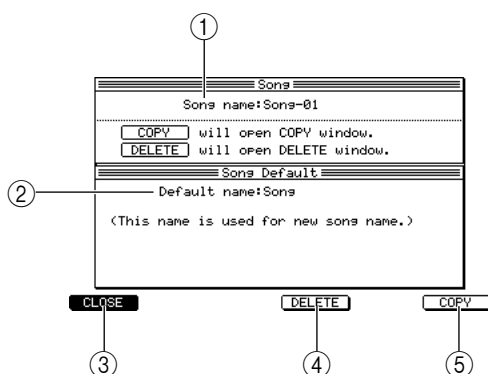 ①
Song
Song name:Song-01
COPY will open COPY window.
DELETE will open DELETE window.
Song Default
② Default name:Song
(This name is used for new song name.)
CLOSE DELETE COPY
③ ④ ⑤